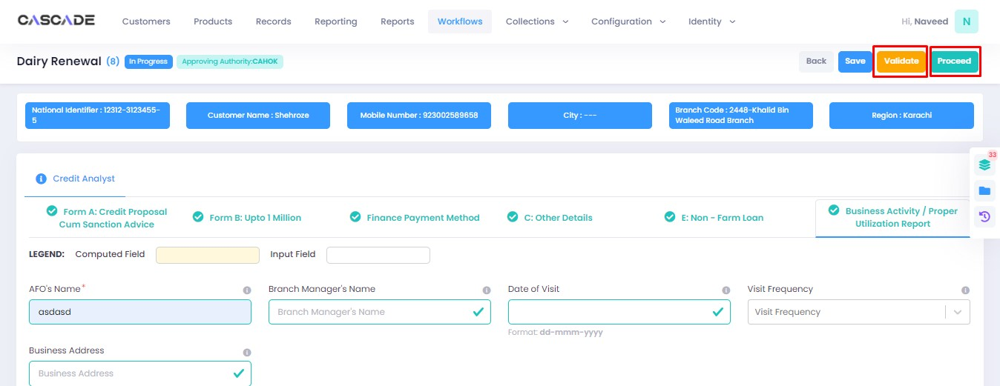 CASCADE
Customers
Products
Records
Reporting
Reports
Workflows
Collections
Configuration
Identity
Hi, Naveed
N
Dairy Renewal (8)
In Progress
Approving Authority:CAHOK
Back
Save
Validate
Proceed
National Identifier : 12312-3123455-
5
Customer Name : Shehroze
Mobile Number : 923002589658
City : ---
Branch Code : 2448-Khalid Bin
Waleed Road Branch
Region : Karachi
33
Credit Analyst
Form A: Credit Proposal
Cum Sanction Advice
Form B: Upto 1 Million
Finance Payment Method
C: Other Details
E: Non - Farm Loan
Business Activity / Proper
Utilization Report
LEGEND:
Computed Field
Input Field
AFO's Name*
asdasd
Branch Manager's Name
Branch Manager's Name
Date of Visit
Format: dd-mmm-yyyy
Visit Frequency
Visit Frequency
Business Address
Business Address